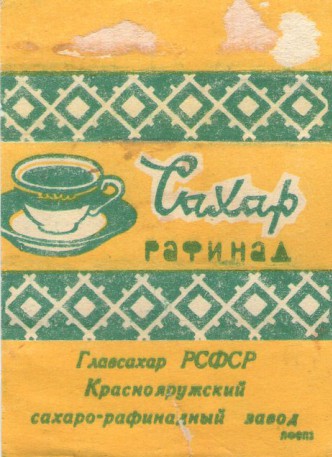 Сахар
рафинад
Главсахар РСФСР
Краснояружский
сахаро-рафинадный завод